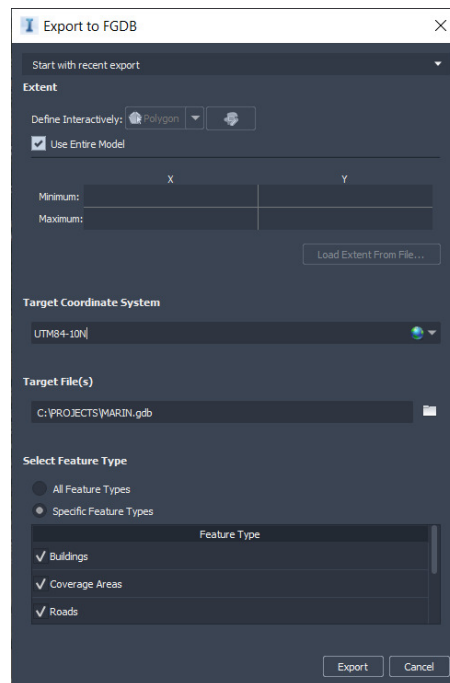 Export to FGDB
Start with recent export
Extent
Define Interactively: Polygon
Use Entire Model
X Y
Minimum:
Maximum:
Load Extent From File...
Target Coordinate System
UTM84-10N
Target File(s)
C:\PROJECTS\MARIN.gdb
Select Feature Type
All Feature Types
Specific Feature Types
Feature Type
Buildings
Coverage Areas
Roads
Export Cancel